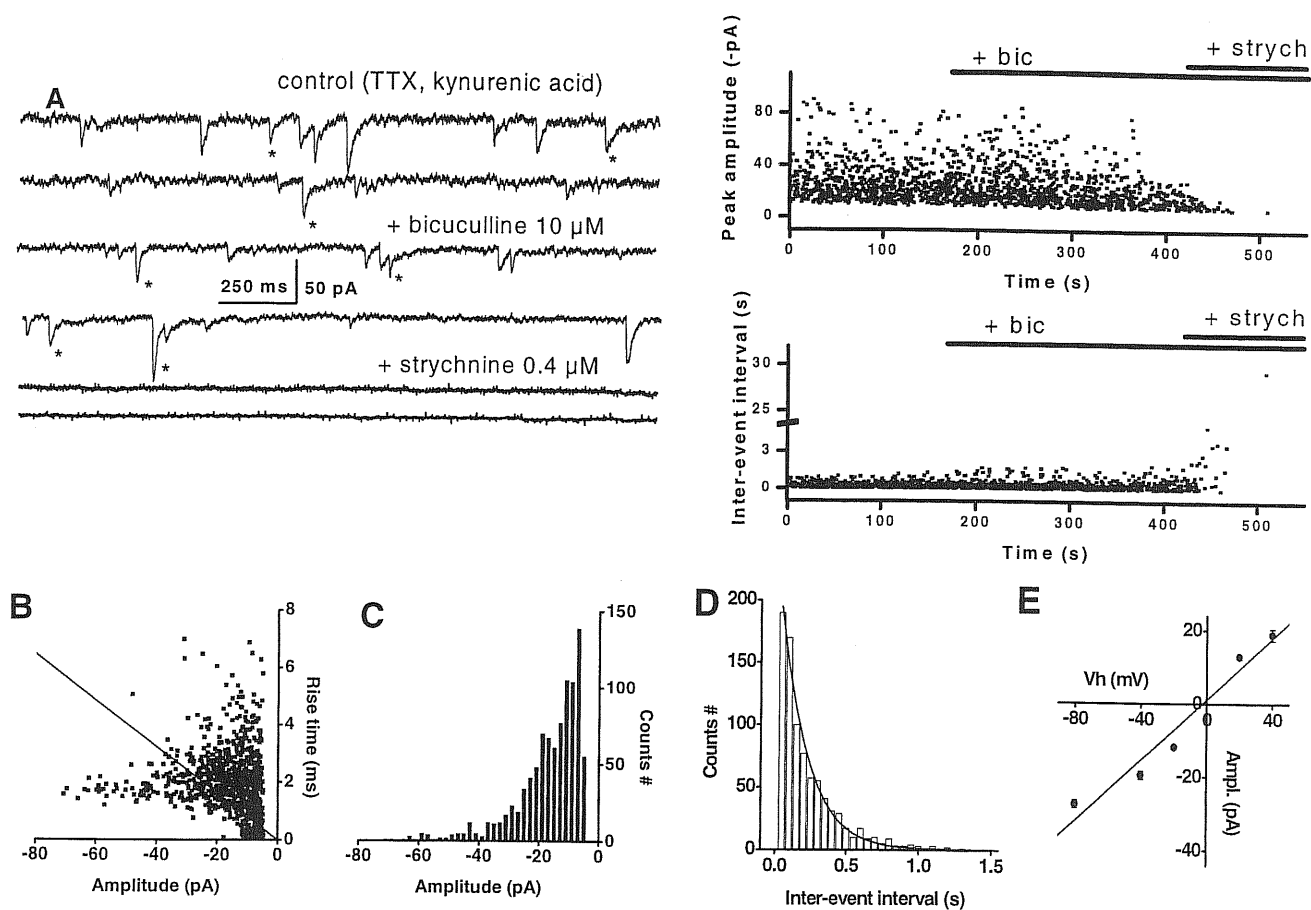 A
control (TTX, kynurenic acid)
*
*
*
+ bicuculline 10 µM
*
*
250 ms
50 pA
*
*
+ strychnine 0.4 µM
+ bic
+ strych
Peak amplitude (-pA)
80
40
0
0 100 200 300 400 500
Time (s)
+ bic
+ strych
Inter-event interval (s)
30
25
3
0
0 100 200 300 400 500
Time (s)
B
8
6
4
2
0
Rise time (ms)
-80 -60 -40 -20 0
Amplitude (pA)
C
150
100
50
0
Counts #
-80 -60 -40 -20 0
Amplitude (pA)
D
200
150
100
50
0
Counts #
0.0 0.5 1.0 1.5
Inter-event interval (s)
E
20
0
-20
-40
Vh (mV)
-80 -40 0 40
Ampl. (pA)